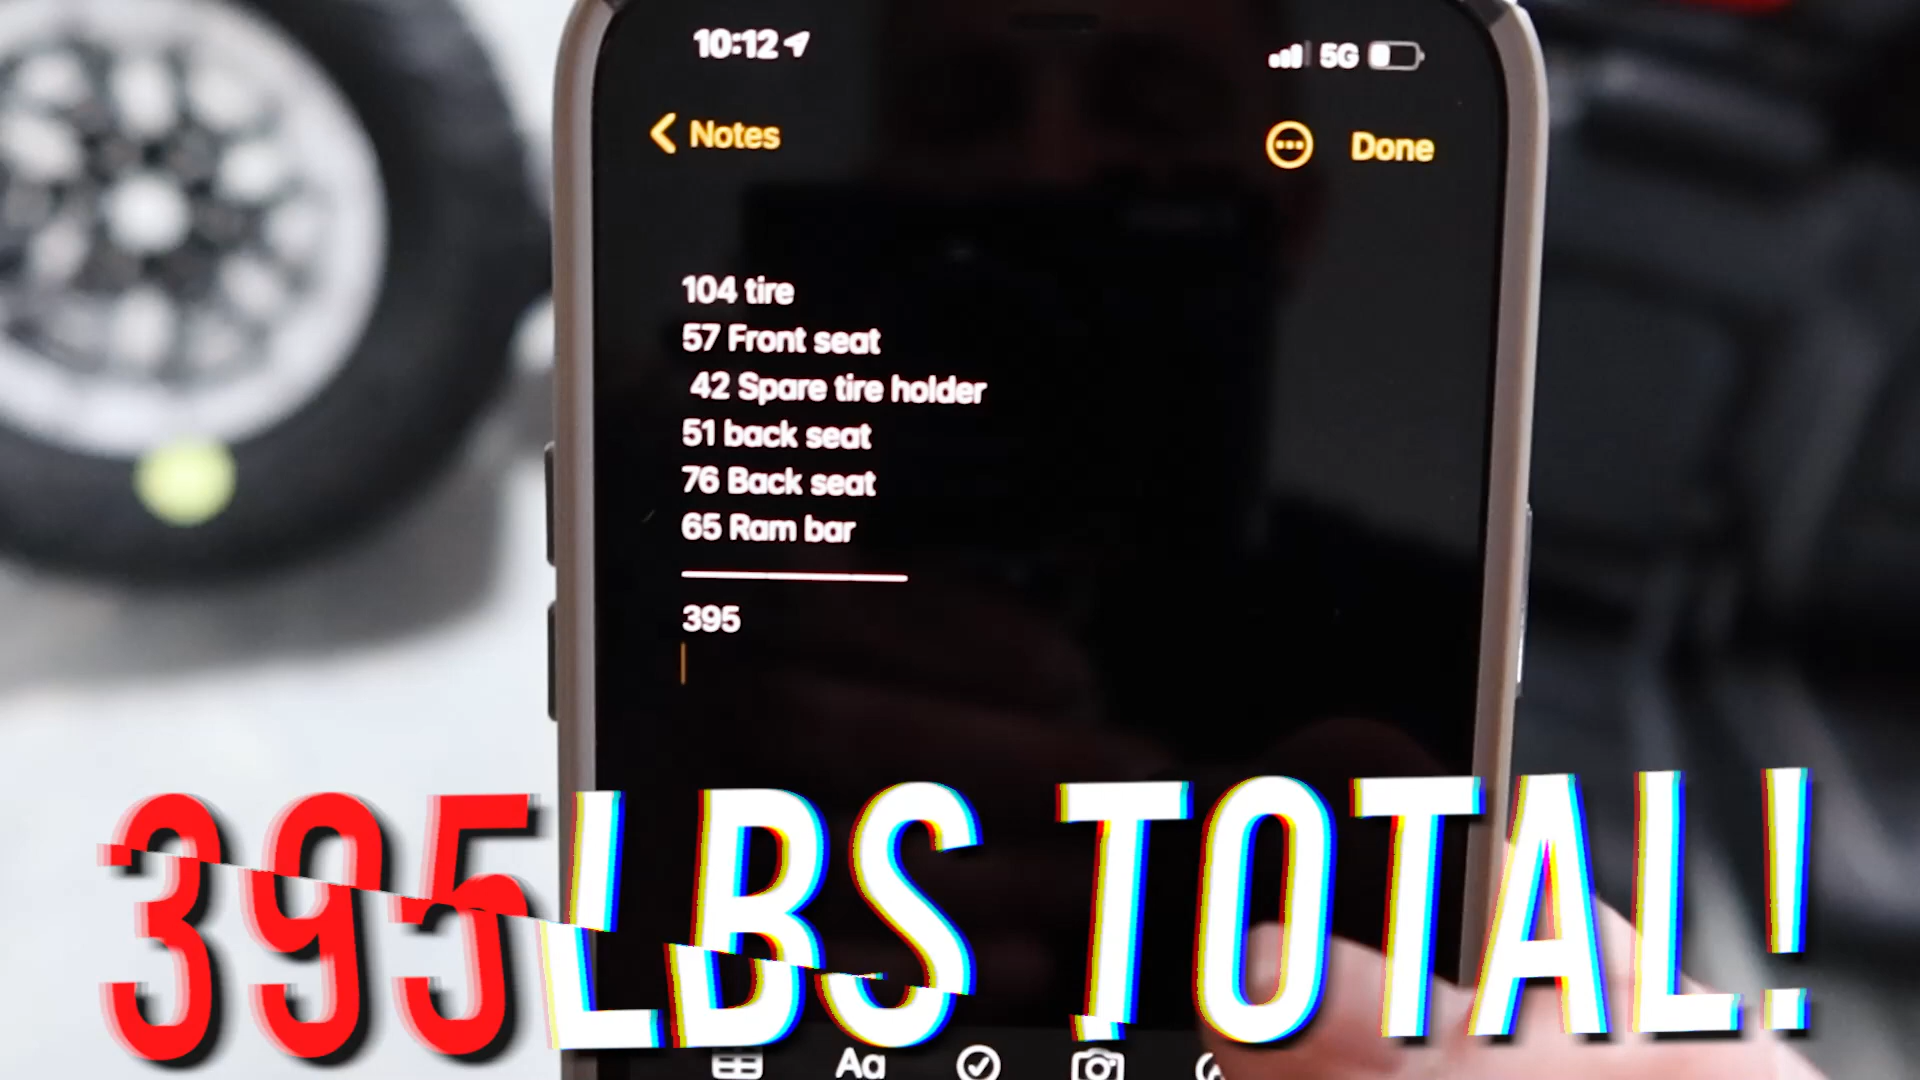 10:12
5G
Notes
Done
104 tire
57 Front seat
42 Spare tire holder
51 back seat
76 Back seat
65 Ram bar
395
395LBS TOTAL!
Aa